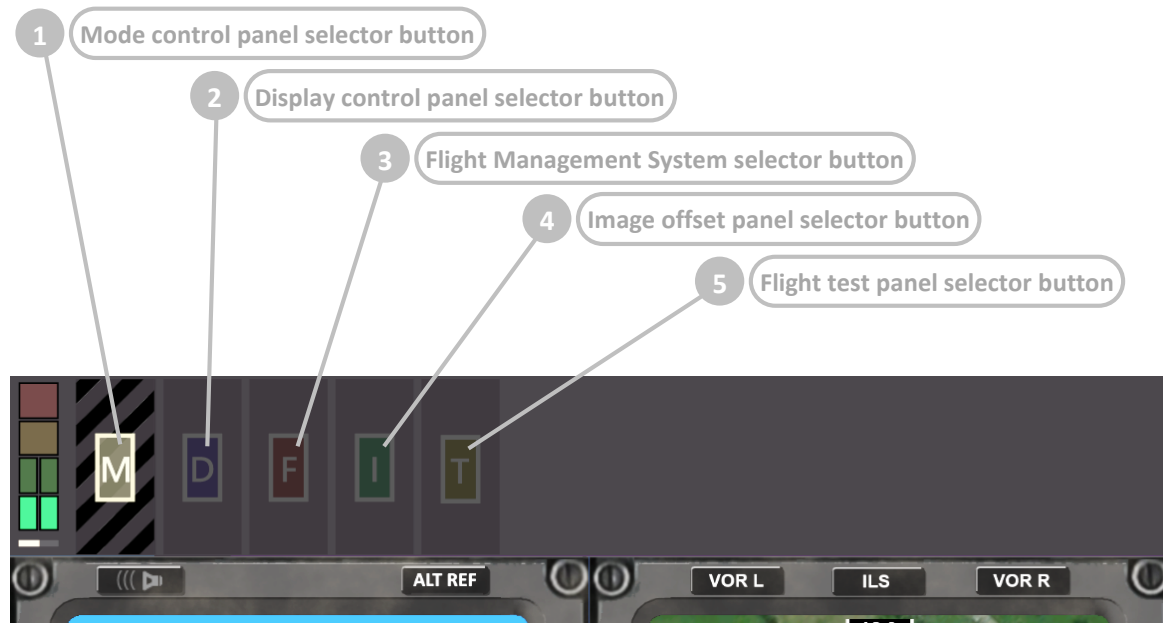 1 Mode control panel selector button
2 Display control panel selector button
3 Flight Management System selector button
4 Image offset panel selector button
5 Flight test panel selector button
M D F I T
ALT REF VOR L ILS VOR R